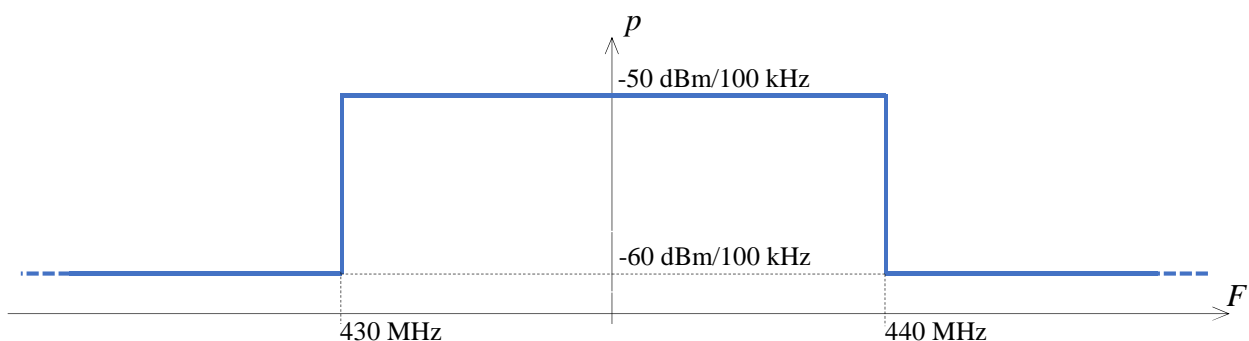 p
-50 dBm/100 kHz
-60 dBm/100 kHz
F
430 MHz
440 MHz